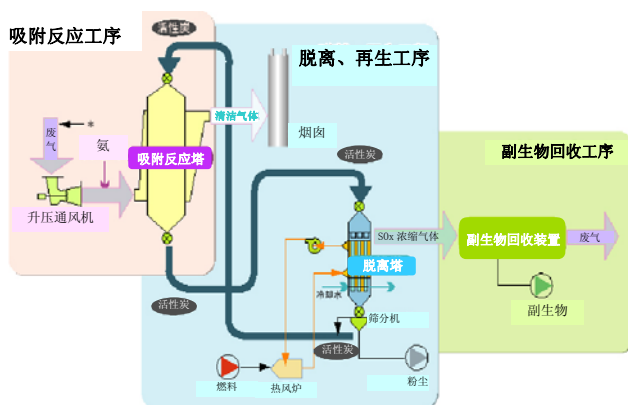 吸附反应工序
活性炭
脱离、再生工序
清洁气体
烟囱
废气
*
氨
吸附反应塔
升压通风机
活性炭
副生物回收工序
SOx 浓缩气体
副生物回收装置
废气
脱离塔
冷却水
活性炭
副生物
筛分机
活性炭
燃料
热风炉
粉尘